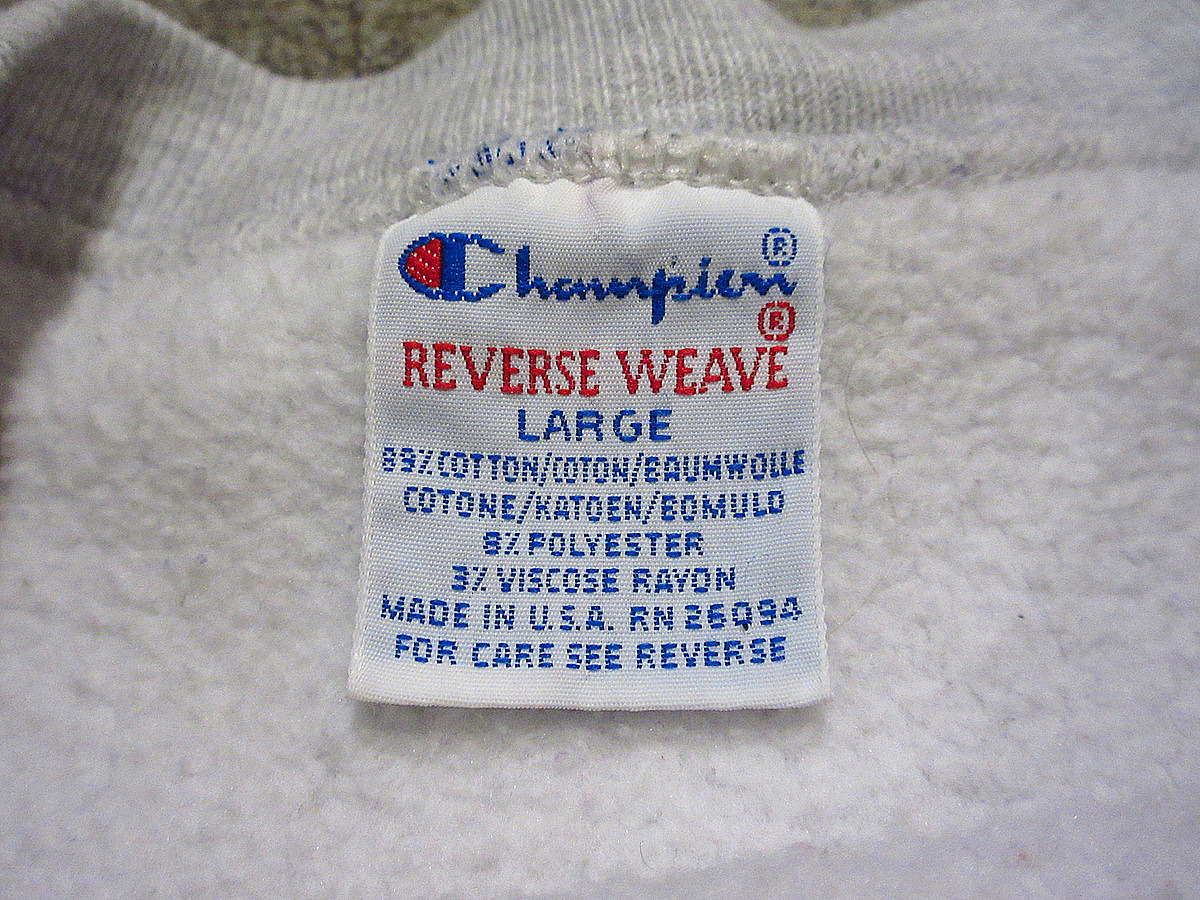 Champion®
REVERSE WEAVE®
LARGE
89% COTTON/COTON/BAUMWOLLE
COTONE/KATOEN/BOMULD
8% POLYESTER
3% VISCOSE RAYON
MADE IN U.S.A. RN 26094
FOR CARE SEE REVERSE